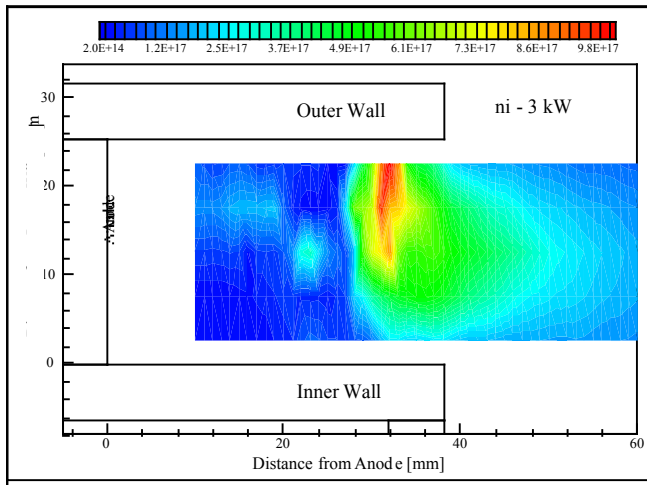 2.0E+14 1.2E+17 2.5E+17 3.7E+17 4.9E+17 6.1E+17 7.3E+17 8.6E+17 9.8E+17
ni - 3 kW
Outer Wall
30
20
10
0
Inner Wall
0 20 40 60
Distance from Anode [mm]